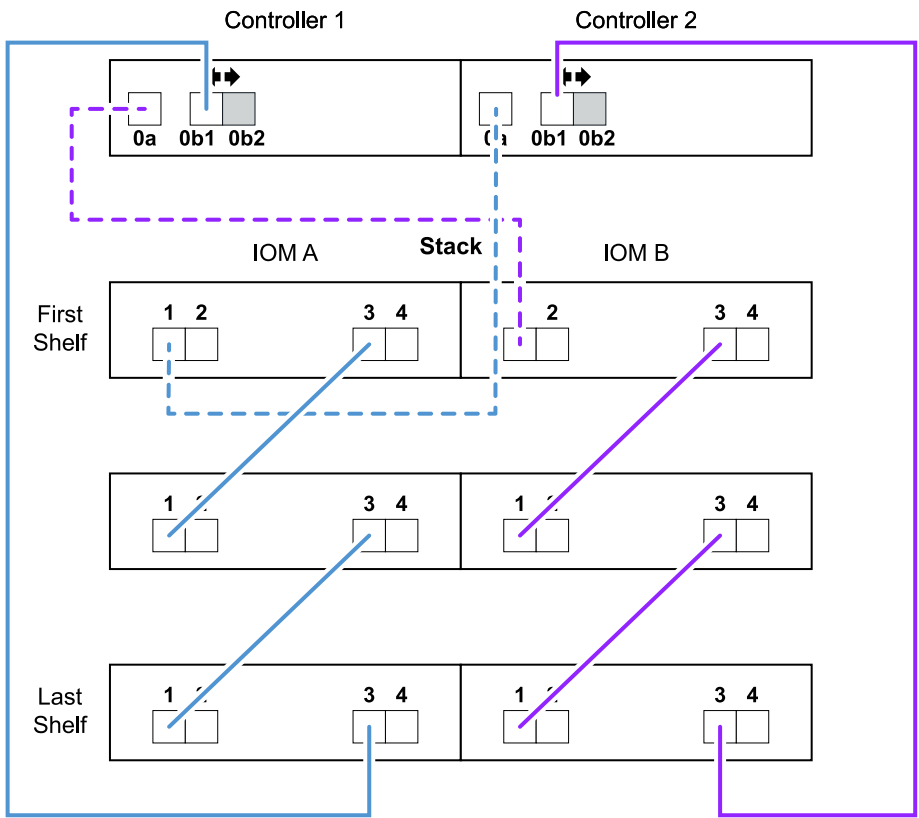 Controller 1 Controller 2
0a 0b1 0b2 0b1 0b2
Stack
IOM A IOM B
First
Shelf
1 2 3 4 2 3 4
1 3 4 1 3 4
Last
Shelf
1 3 4 1 3 4